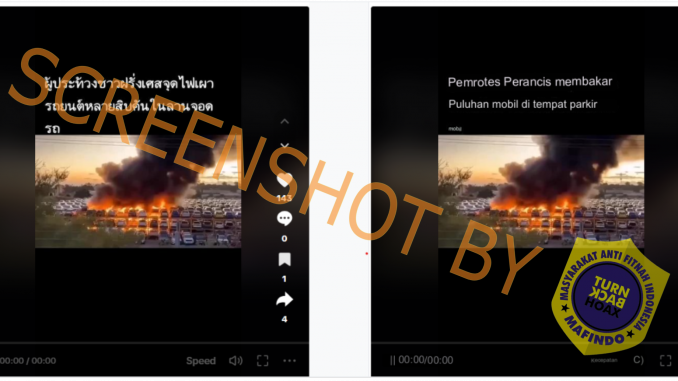 ผู้ประท้วงชาวฝรั่งเศสจุดไฟเผา
รถยนต์หลายสิบคันในลานจอด
รถ
143
0
1
4
00:00 / 00:00
Speed
Pemrotes Perancis membakar
Puluhan mobil di tempat parkir
mobil
00:00/00:00
SCREENSHOT BY
MASYARAKAT ANTI FITNAH INDONESIA
TURN
BACK
HOAX
MAFINDO